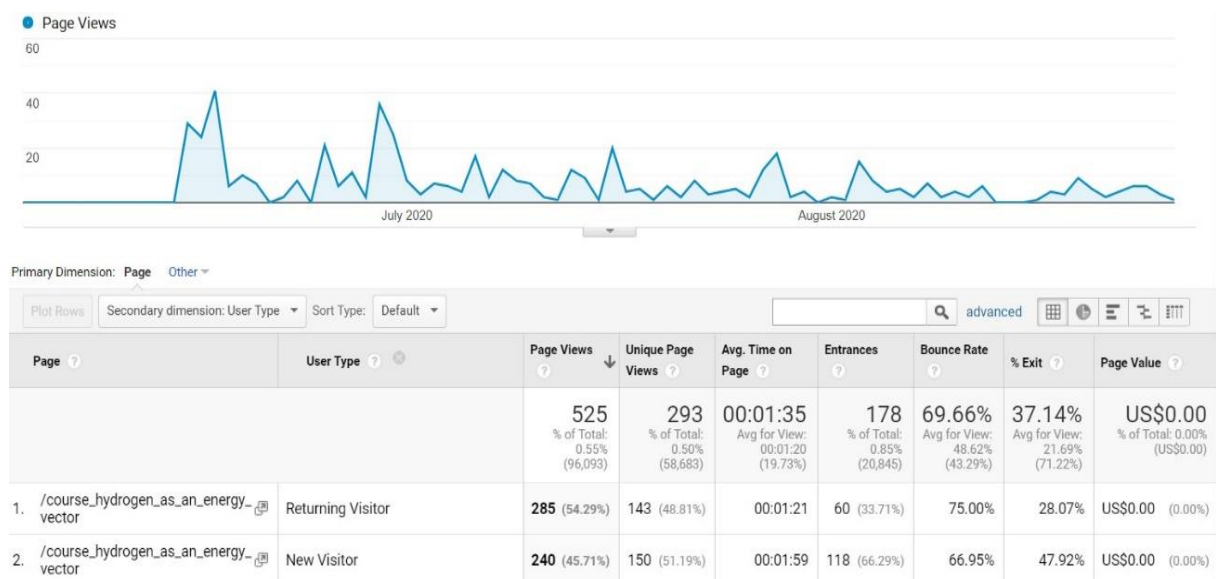 Page Views
60
40
20
July 2020
August 2020
Primary Dimension: Page Other
Plot Rows Secondary dimension: User Type Sort Type: Default advanced
Page ? User Type ? Page Views ? Unique Page Views ? Avg. Time on Page ? Entrances ? Bounce Rate ? % Exit ? Page Value ?
525 293 00:01:35 178 69.66% 37.14% US$0.00
% of Total: 0.55% (96,093) % of Total: 0.50% (58,683) Avg for View: 00:01:20 (19.73%) % of Total: 0.85% (20,845) Avg for View: 48.62% (43.29%) Avg for View: 21.69% (71.22%) % of Total: 0.00% (US$0.00)
1. /course_hydrogen_as_an_energy_vector Returning Visitor 285 (54.29%) 143 (48.81%) 00:01:21 60 (33.71%) 75.00% 28.07% US$0.00 (0.00%)
2. /course_hydrogen_as_an_energy_vector New Visitor 240 (45.71%) 150 (51.19%) 00:01:59 118 (66.29%) 66.95% 47.92% US$0.00 (0.00%)